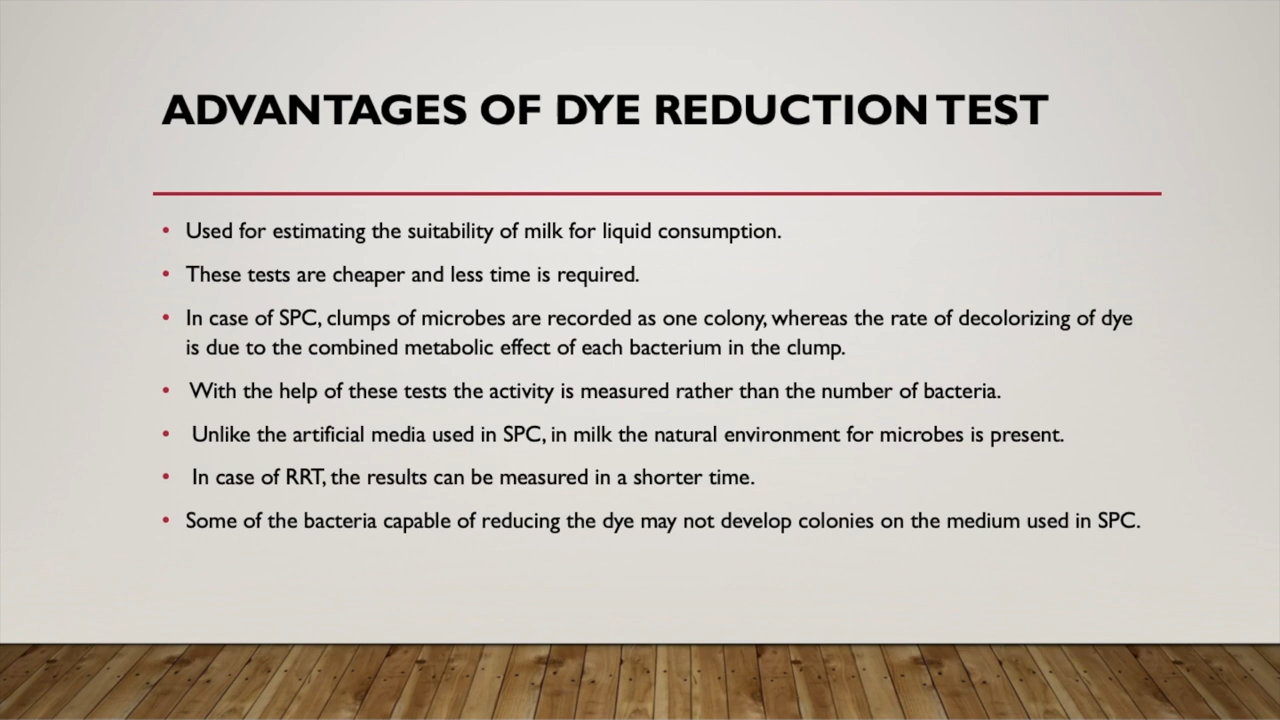 ADVANTAGES OF DYE REDUCTION TEST
• Used for estimating the suitability of milk for liquid consumption.
• These tests are cheaper and less time is required.
• In case of SPC, clumps of microbes are recorded as one colony, whereas the rate of decolorizing of dye
is due to the combined metabolic effect of each bacterium in the clump.
• With the help of these tests the activity is measured rather than the number of bacteria.
• Unlike the artificial media used in SPC, in milk the natural environment for microbes is present.
• In case of RRT, the results can be measured in a shorter time.
• Some of the bacteria capable of reducing the dye may not develop colonies on the medium used in SPC.